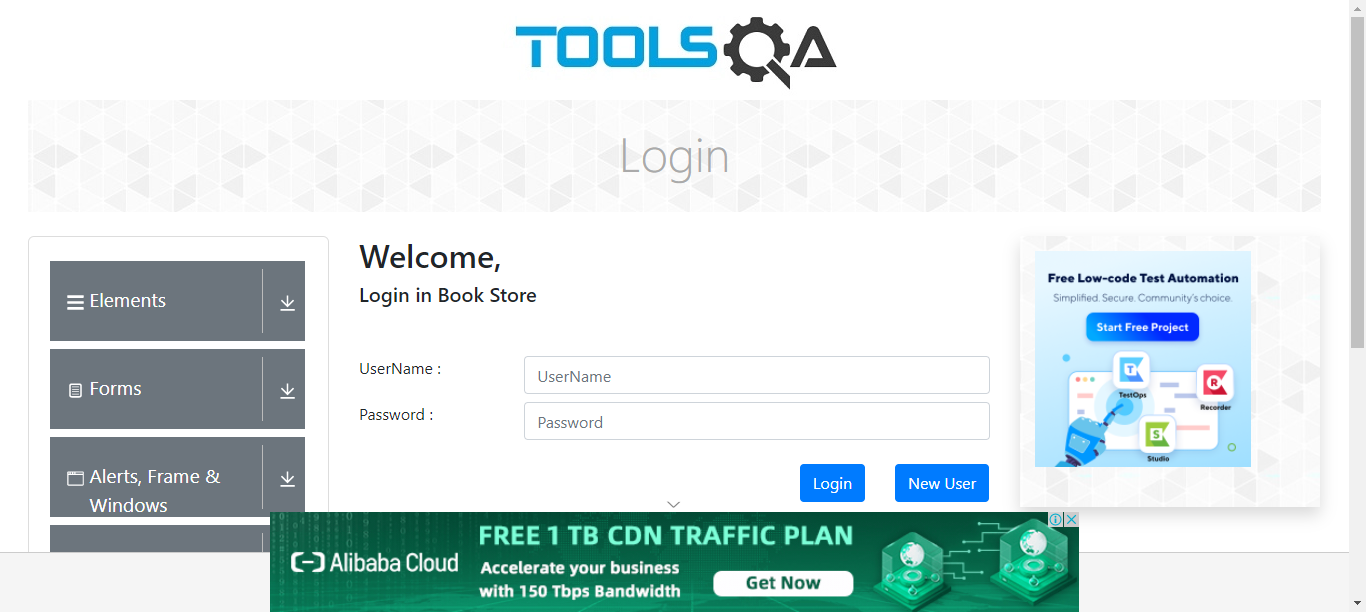 TOOLSQA
Login
Elements
Forms
Alerts, Frame &
Windows
Welcome,
Login in Book Store
UserName :
UserName
Password :
Password
Login
New User
Free Low-code Test Automation
Simplified. Secure. Community's choice.
Start Free Project
TestOps
Recorder
Studio
Alibaba Cloud
FREE 1 TB CDN TRAFFIC PLAN
Accelerate your business
with 150 Tbps Bandwidth
Get Now